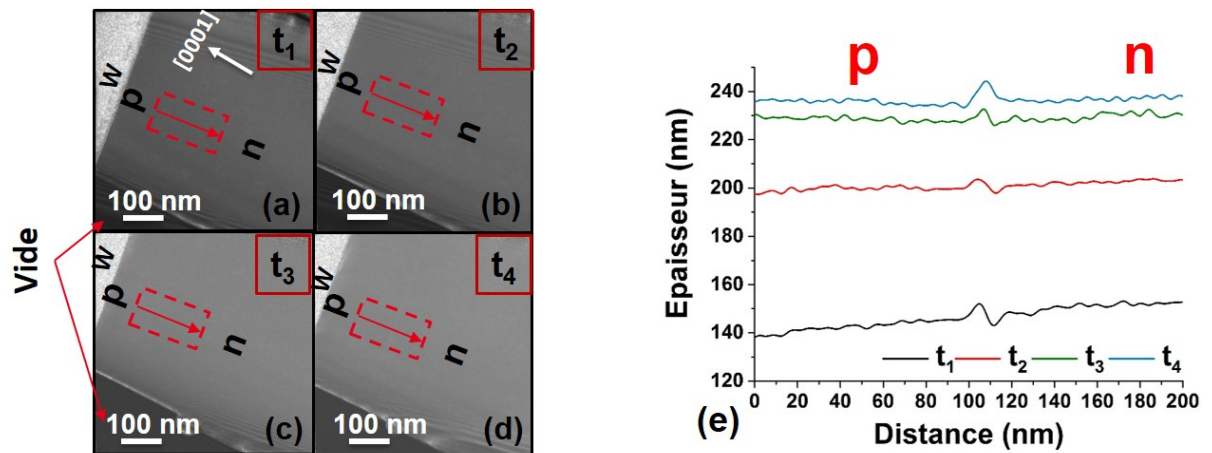 [0001]
t1
w
p
n
100 nm
(a)
t2
w
p
n
100 nm
(b)
Vide
t3
w
p
n
100 nm
(c)
t4
w
p
n
100 nm
(d)
p
n
Epaisseur (nm)
240
220
200
180
160
140
120
t1 t2 t3 t4
0 20 40 60 80 100 120 140 160 180 200
(e)
Distance (nm)